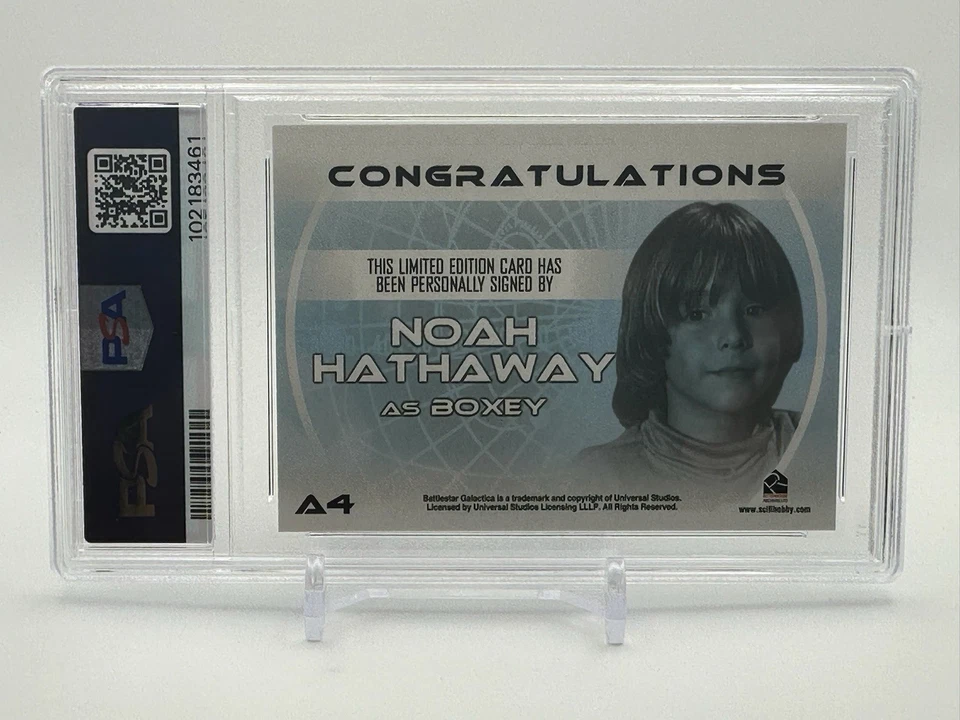 102183461
PSA
PSA
CONGRATULATIONS
THIS LIMITED EDITION CARD HAS
BEEN PERSONALLY SIGNED BY
NOAH
HATHAWAY
AS BOXEY
A4
Battlestar Galactica is a trademark and copyright of Universal Studios.
Licensed by Universal Studios Licensing LLLP. All Rights Reserved.
www.scifihobby.com